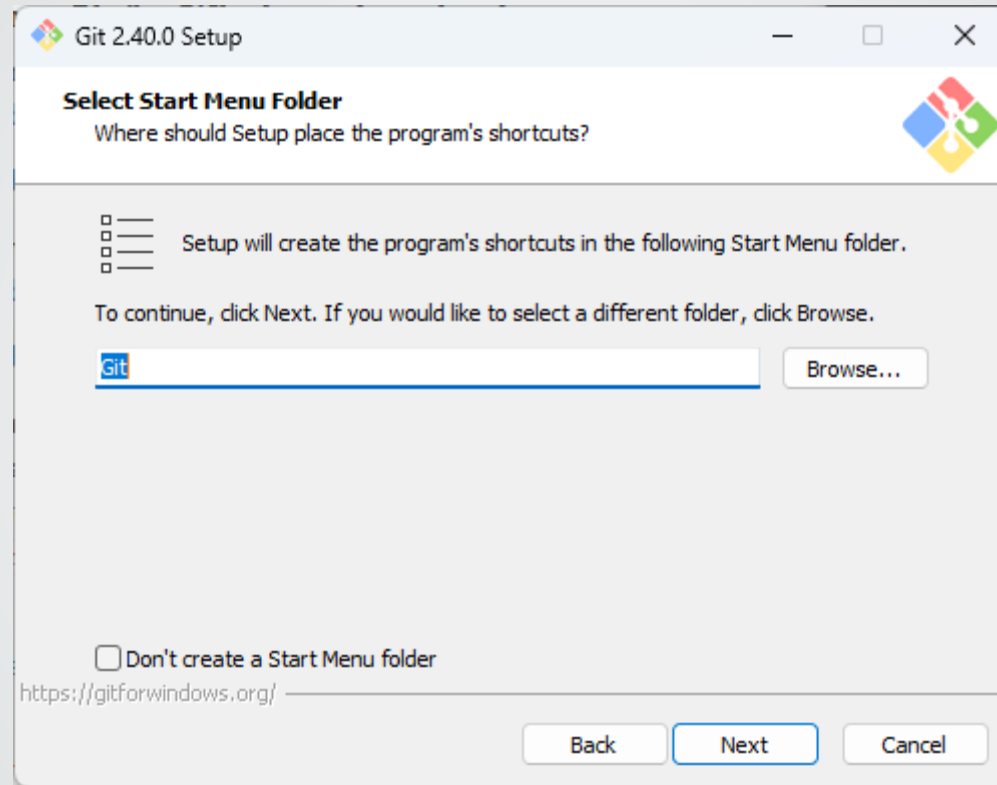 Git 2.40.0 Setup
Select Start Menu Folder
Where should Setup place the program's shortcuts?
Setup will create the program's shortcuts in the following Start Menu folder.
To continue, click Next. If you would like to select a different folder, click Browse.
Git
Browse...
Don't create a Start Menu folder
https://gitforwindows.org/
Back
Next
Cancel